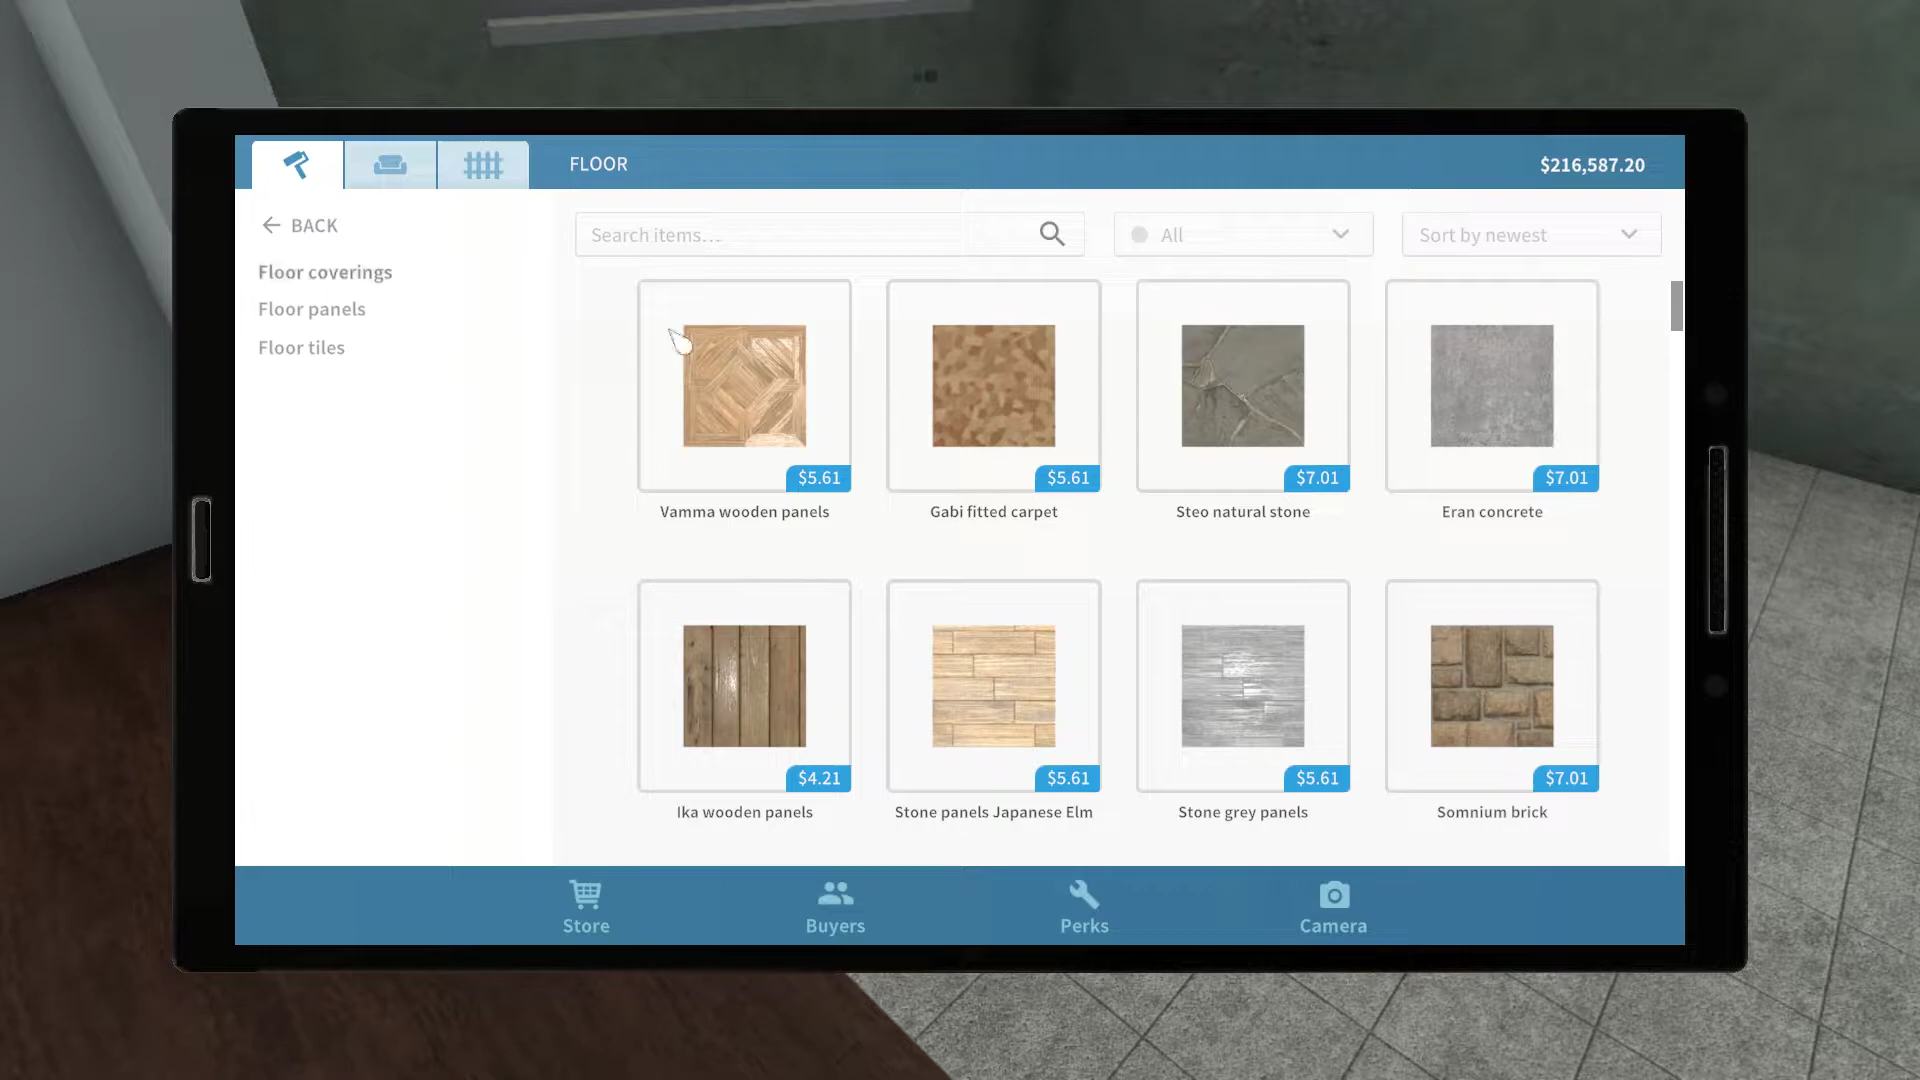 FLOOR
$216,587.20
BACK
Floor coverings
Floor panels
Floor tiles
Search items...
All
Sort by newest
$5.61
$5.61
$7.01
$7.01
Vamma wooden panels
Gabi fitted carpet
Steo natural stone
Eran concrete
$4.21
$5.61
$5.61
$7.01
Ika wooden panels
Stone panels Japanese Elm
Stone grey panels
Somnium brick
Store
Buyers
Perks
Camera